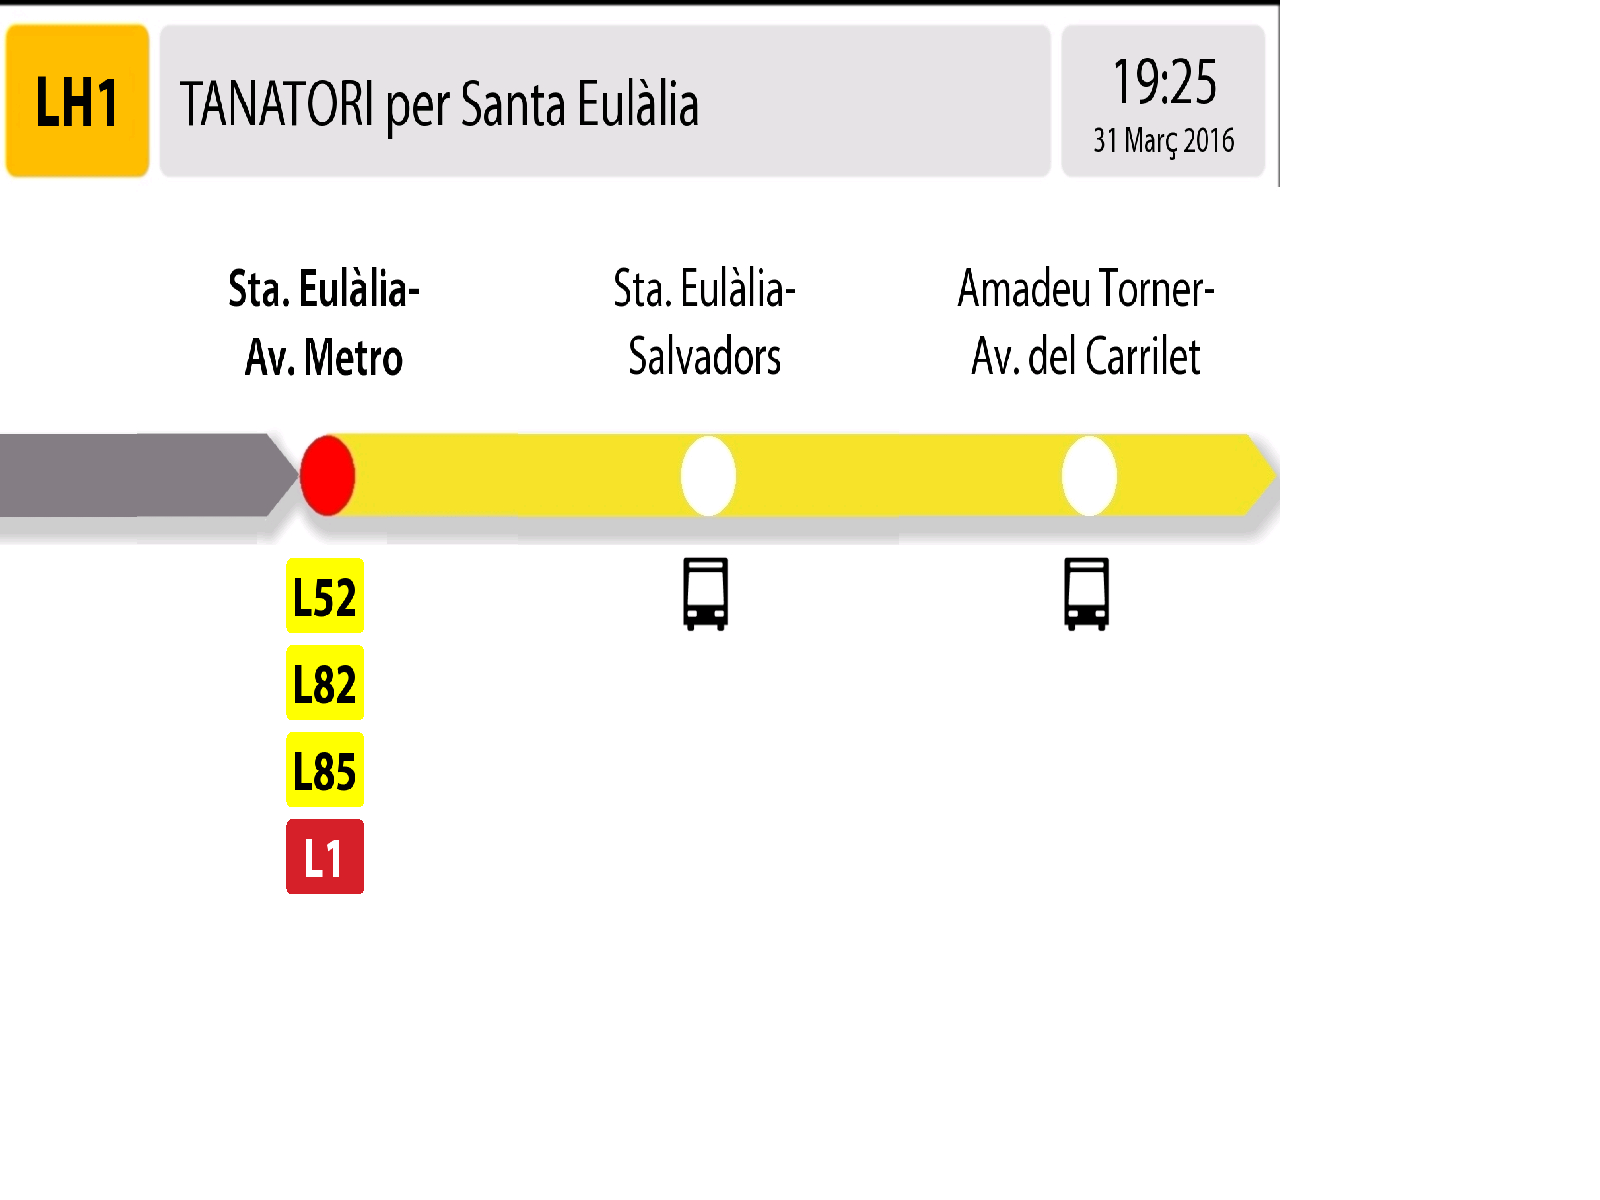 LH1
TANATORI per Santa Eulàlia
19:25
31 Març 2016
Sta. Eulàlia-
Av. Metro
Sta. Eulàlia-
Salvadors
Amadeu Torner-
Av. del Carrilet
L52
L82
L85
L1